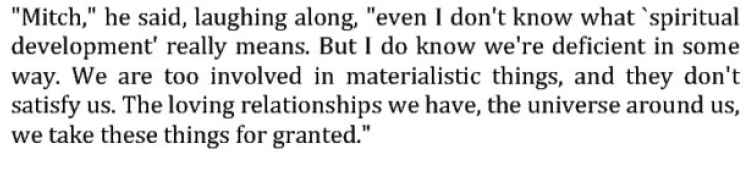 "Mitch," he said, laughing along, "even I don't know what `spiritual
development' really means. But I do know we're deficient in some
way. We are too involved in materialistic things, and they don't
satisfy us. The loving relationships we have, the universe around us,
we take these things for granted."